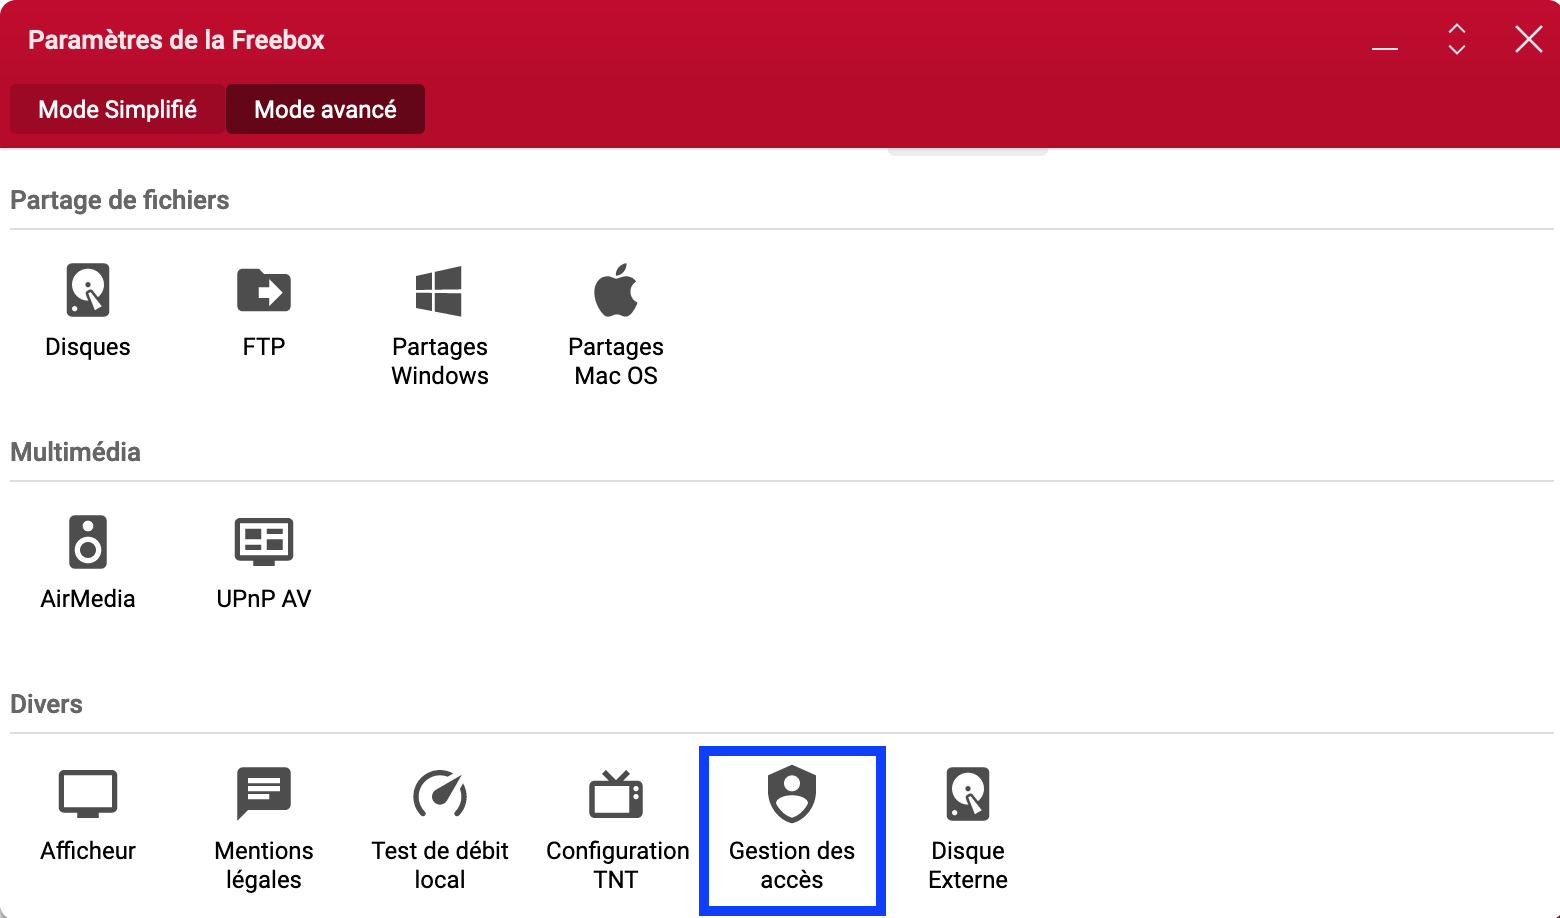 Paramètres de la Freebox
Mode Simplifié
Mode avancé
Partage de fichiers
Disques
FTP
Partages
Windows
Partages
Mac OS
Multimédia
AirMedia
UPnP AV
Divers
Afficheur
Mentions
légales
Test de débit
local
Configuration
TNT
Gestion des
accès
Disque
Externe